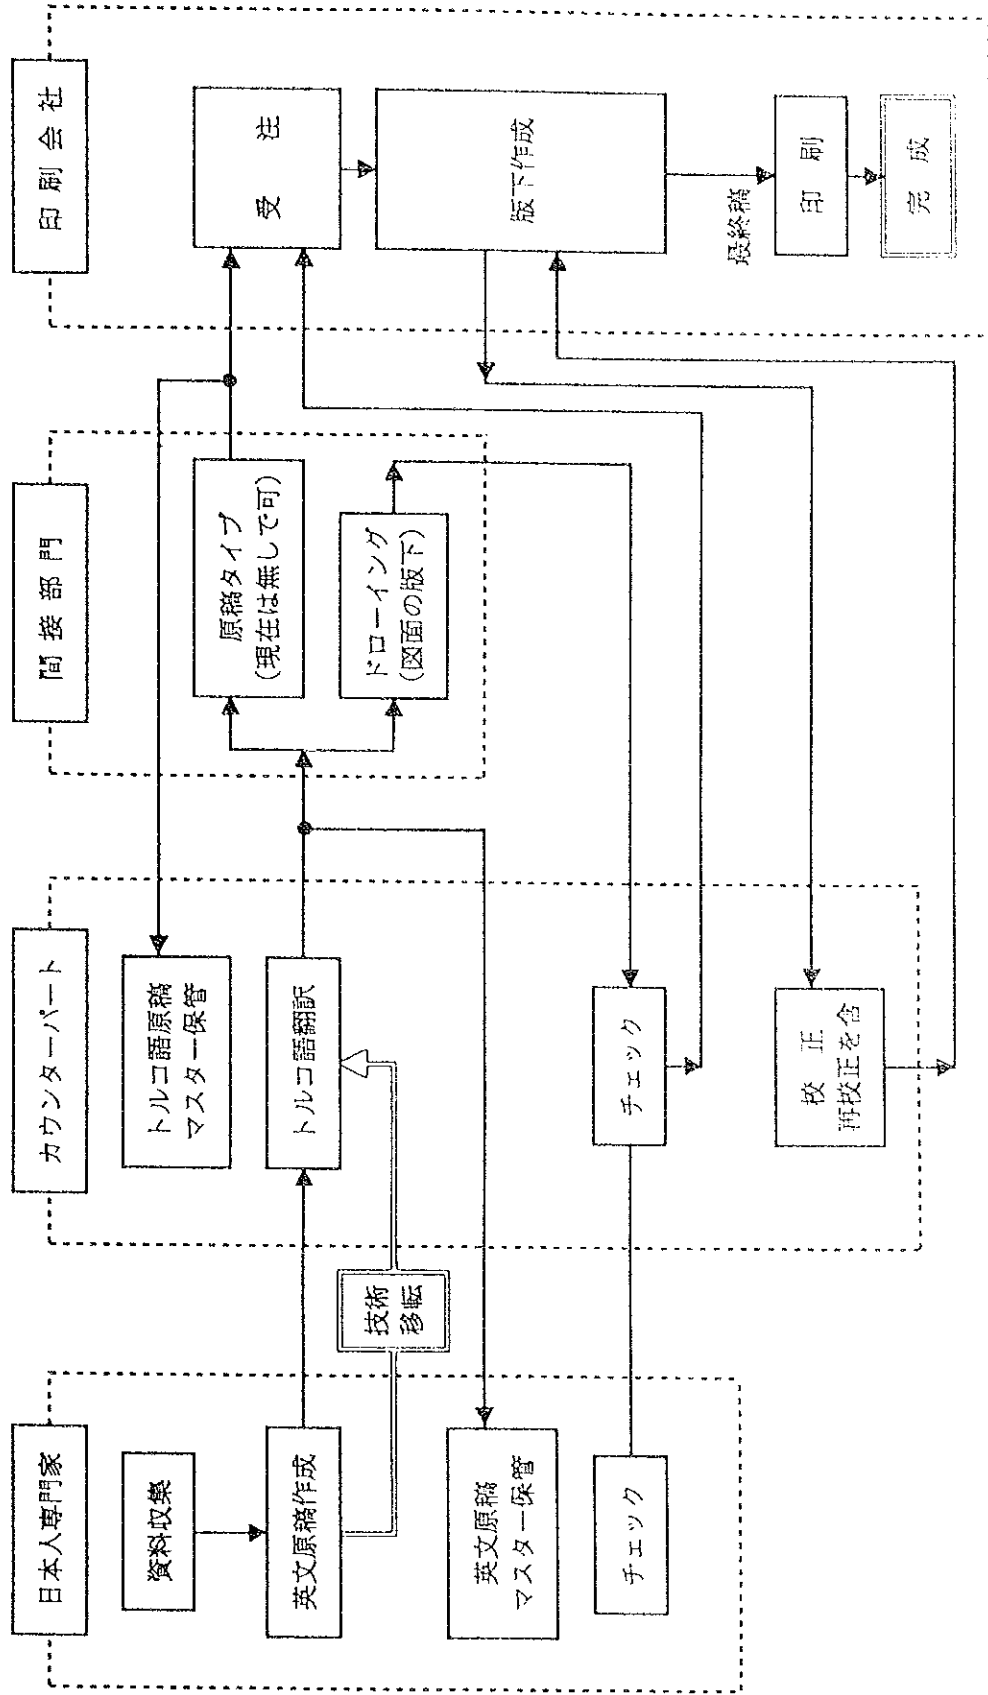 日本人専門家
資料収集
英文原稿作成
技術
移転
英文原稿
マスター保管
チェック
カウンターパート
トルコ語原稿
マスター保管
トルコ語翻訳
チェック
校 正
再校正を含
間接部門
原稿タイプ
(現在は無しで可)
ドローイング
(図面の版下)
印刷会社
受 注
版下作成
最終稿
印 刷
完 成